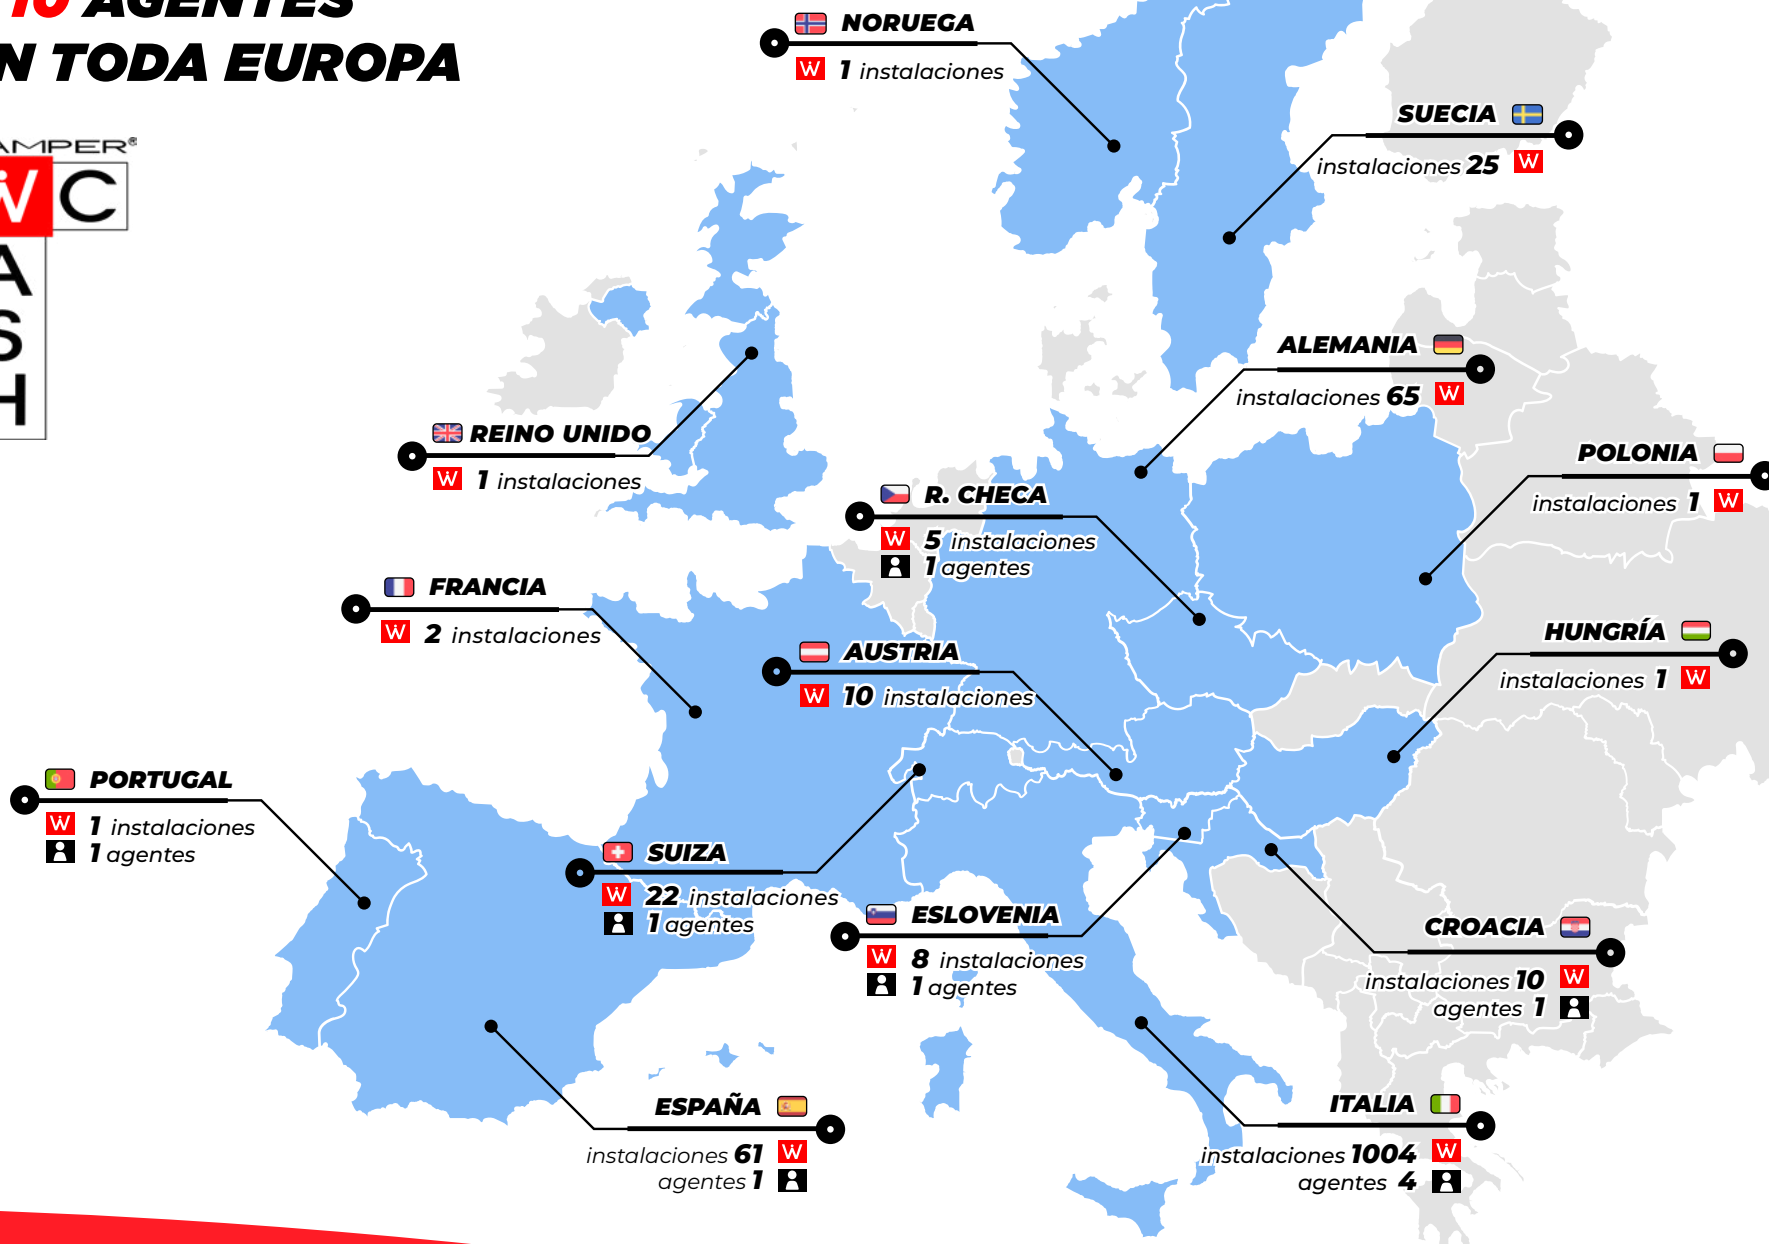 10 AGENTES
N TODA EUROPA
AMPER®
W C
A
S
H
NORUEGA
W 1 instalaciones
SUECIA
instalaciones 25 W
ALEMANIA
instalaciones 65 W
REINO UNIDO
W 1 instalaciones
POLONIA
instalaciones 1 W
R. CHECA
W 5 instalaciones
1 agentes
FRANCIA
W 2 instalaciones
HUNGRÍA
instalaciones 1 W
AUSTRIA
W 10 instalaciones
PORTUGAL
W 1 instalaciones
1 agentes
SUIZA
W 22 instalaciones
1 agentes
ESLOVENIA
W 8 instalaciones
1 agentes
CROACIA
instalaciones 10 W
agentes 1
ESPAÑA
instalaciones 61 W
agentes 1
ITALIA
instalaciones 1004 W
agentes 4